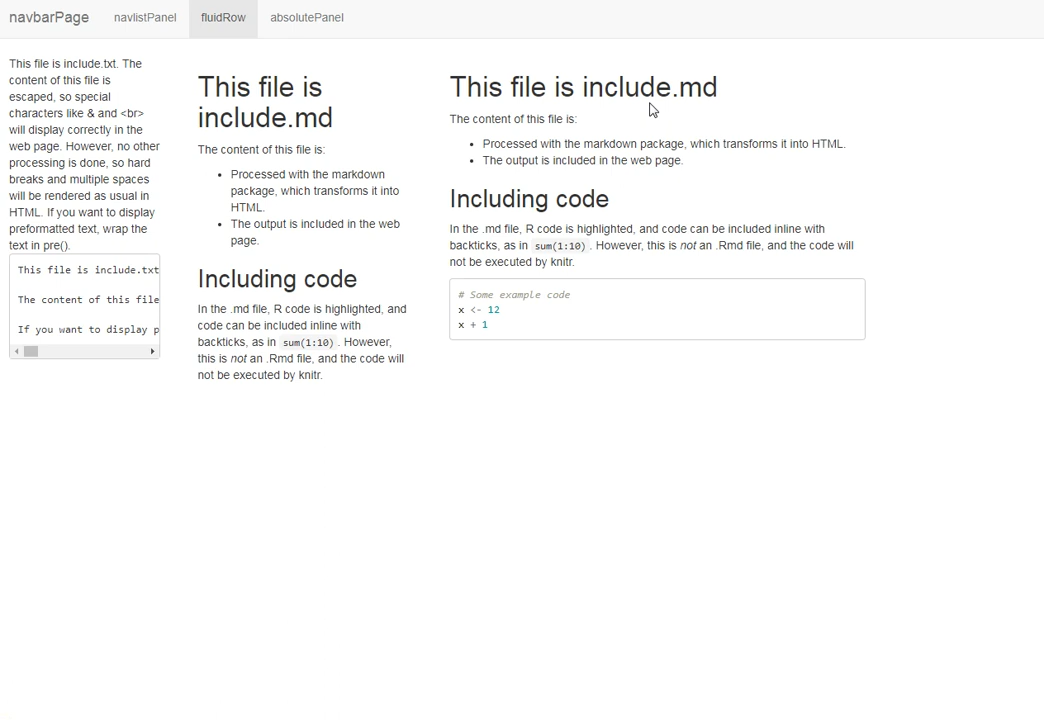 navbarPage navlistPanel fluidRow absolutePanel
This file is include.txt. The
content of this file is
escaped, so special
characters like & and <br>
will display correctly in the
web page. However, no other
processing is done, so hard
breaks and multiple spaces
will be rendered as usual in
HTML. If you want to display
preformatted text, wrap the
text in pre().
This file is include.txt
The content of this file
If you want to display p
This file is
include.md
The content of this file is:
• Processed with the markdown
package, which transforms it into
HTML.
• The output is included in the web
page.
Including code
In the .md file, R code is highlighted, and
code can be included inline with
backticks, as in sum(1:10) . However,
this is not an .Rmd file, and the code will
not be executed by knitr.
This file is include.md
The content of this file is:
• Processed with the markdown package, which transforms it into HTML.
• The output is included in the web page.
Including code
In the .md file, R code is highlighted, and code can be included inline with
backticks, as in sum(1:10) . However, this is not an .Rmd file, and the code will
not be executed by knitr.
# Some example code
x <- 12
x + 1